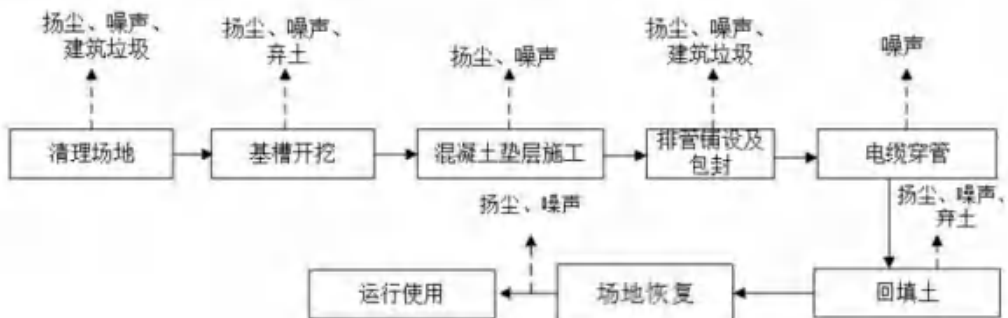 扬尘、噪声、
建筑垃圾
扬尘、噪声、
弃土
扬尘、噪声
扬尘、噪声、
建筑垃圾
噪声
清理场地
基槽开挖
混凝土垫层施工
排管铺设及
包封
电缆穿管
扬尘、噪声
扬尘、噪声、
弃土
运行使用
场地恢复
回填土